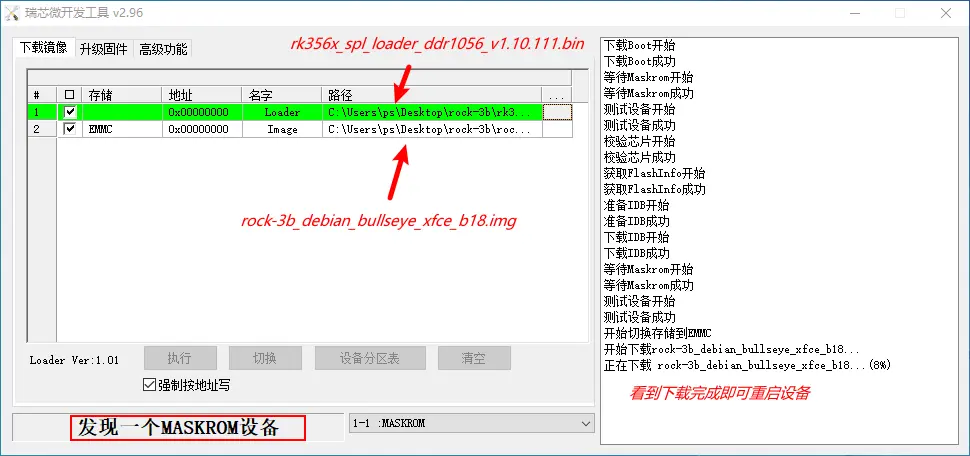 瑞芯微开发工具 v2.96
下载镜像 升级固件 高级功能
rk356x_spl_loader_ddr1056_v1.10.111.bin
# 存储 地址 名字 路径 ...
1 0x00000000 Loader C:\Users\ps\Desktop\rock-3b\rk3...
2 EMMC 0x00000000 Image C:\Users\ps\Desktop\rock-3b\roc...
rock-3b_debian_bullseye_xfce_b18.img
Loader Ver:1.01 执行 切换 设备分区表 清空
强制按地址写
发现一个MASKROM设备
1-1 :MASKROM
下载Boot开始
下载Boot成功
等待Maskrom开始
等待Maskrom成功
测试设备开始
测试设备成功
校验芯片开始
校验芯片成功
获取FlashInfo开始
获取FlashInfo成功
准备IDB开始
准备IDB成功
下载IDB开始
下载IDB成功
等待Maskrom开始
等待Maskrom成功
测试设备开始
测试设备成功
开始切换存储到EMMC
开始下载rock-3b_debian_bullseye_xfce_b18...
正在下载 rock-3b_debian_bullseye_xfce_b18...(8%)
看到下载完成即可重启设备